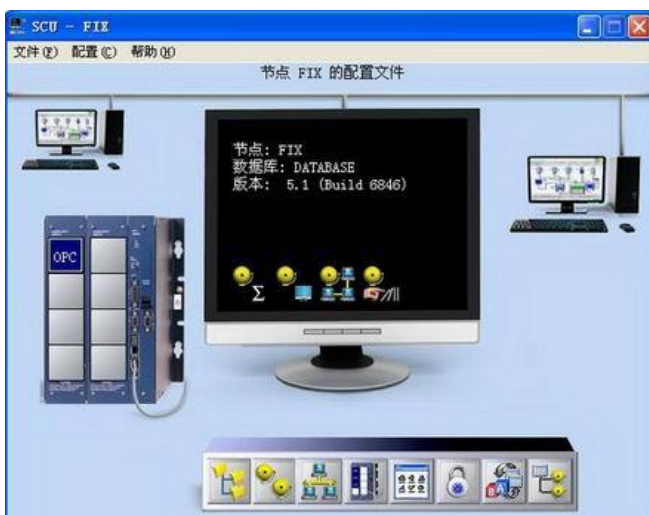 SCU - FIX
文件(F) 配置(C) 帮助(H)
节点 FIX 的配置文件
节点: FIX
数据库: DATABASE
版本: 5.1 (Build 6846)
OPC